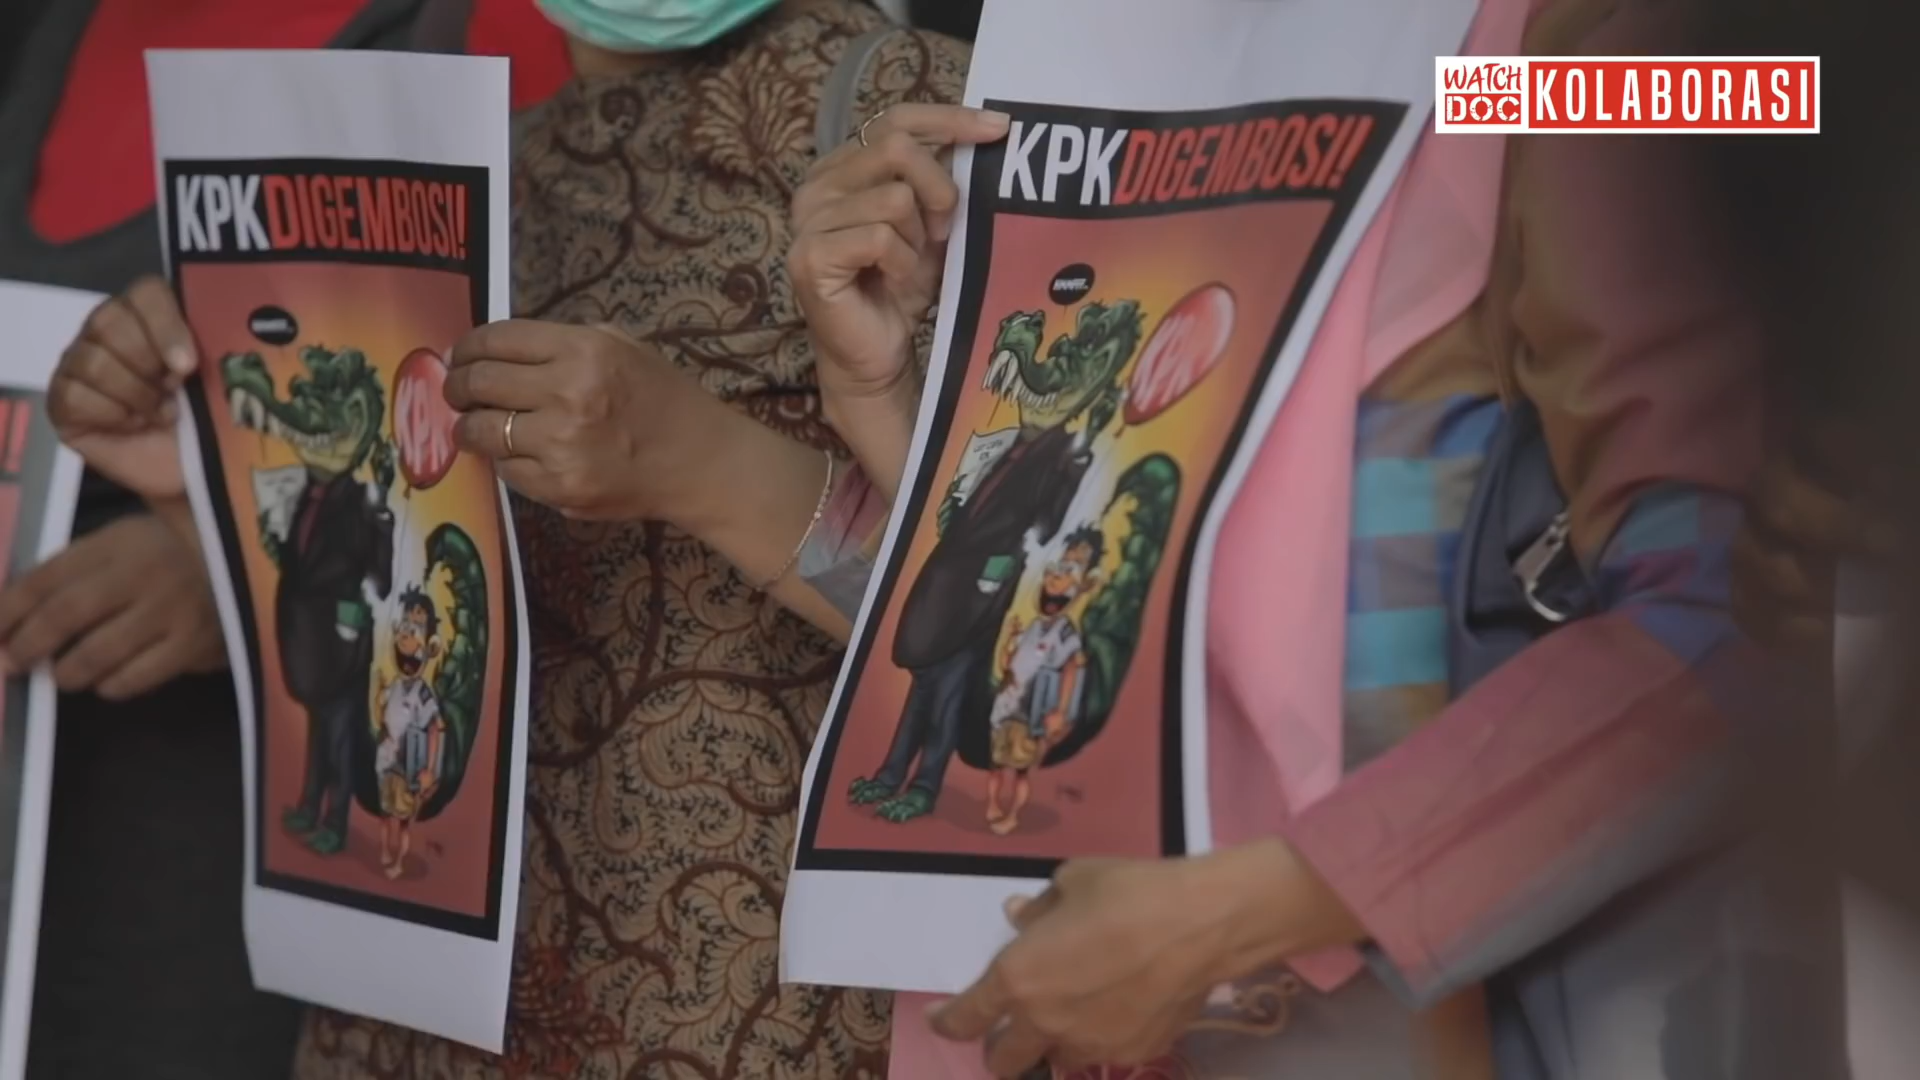 WATCH
DOC
KOLABORASI
KPK DIGEMBOSI!!
KPK
KPK DIGEMBOSI!!
KPK
!!